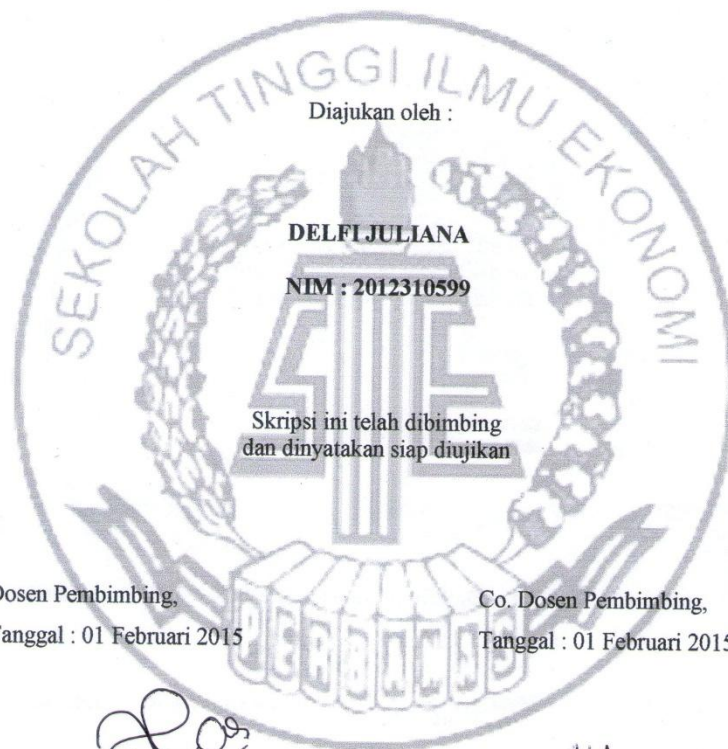 SEKOLAH TINGGI ILMU EKONOMI
Diajukan oleh :
DELFI JULIANA
NIM : 2012310599
Skripsi ini telah dibimbing
dan dinyatakan siap diujikan
Dosen Pembimbing,
Co. Dosen Pembimbing,
Tanggal : 01 Februari 2015
Tanggal : 01 Februari 2015
PERBANAS